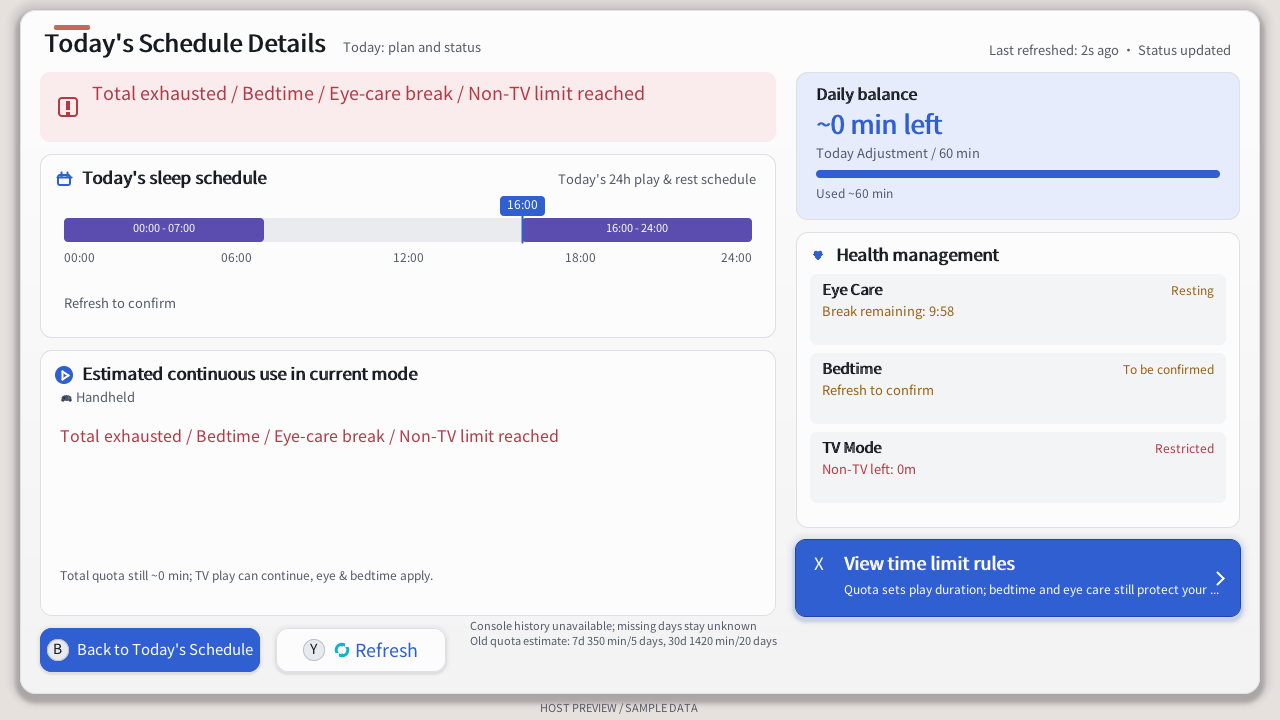 Today's Schedule Details
Today: plan and status
Last refreshed: 2s ago • Status updated
Total exhausted / Bedtime / Eye-care break / Non-TV limit reached
Today's sleep schedule
Today's 24h play & rest schedule
16:00
00:00 - 07:00
16:00 - 24:00
00:00
06:00
12:00
18:00
24:00
Refresh to confirm
Estimated continuous use in current mode
Handheld
Total exhausted / Bedtime / Eye-care break / Non-TV limit reached
Total quota still ~0 min; TV play can continue, eye & bedtime apply.
Daily balance
~0 min left
Today Adjustment / 60 min
Used ~60 min
Health management
Eye Care
Resting
Break remaining: 9:58
Bedtime
To be confirmed
Refresh to confirm
TV Mode
Restricted
Non-TV left: 0m
X View time limit rules
Quota sets play duration; bedtime and eye care still protect your ...
B Back to Today's Schedule
Y Refresh
Console history unavailable; missing days stay unknown
Old quota estimate: 7d 350 min/5 days, 30d 1420 min/20 days
HOST PREVIEW / SAMPLE DATA